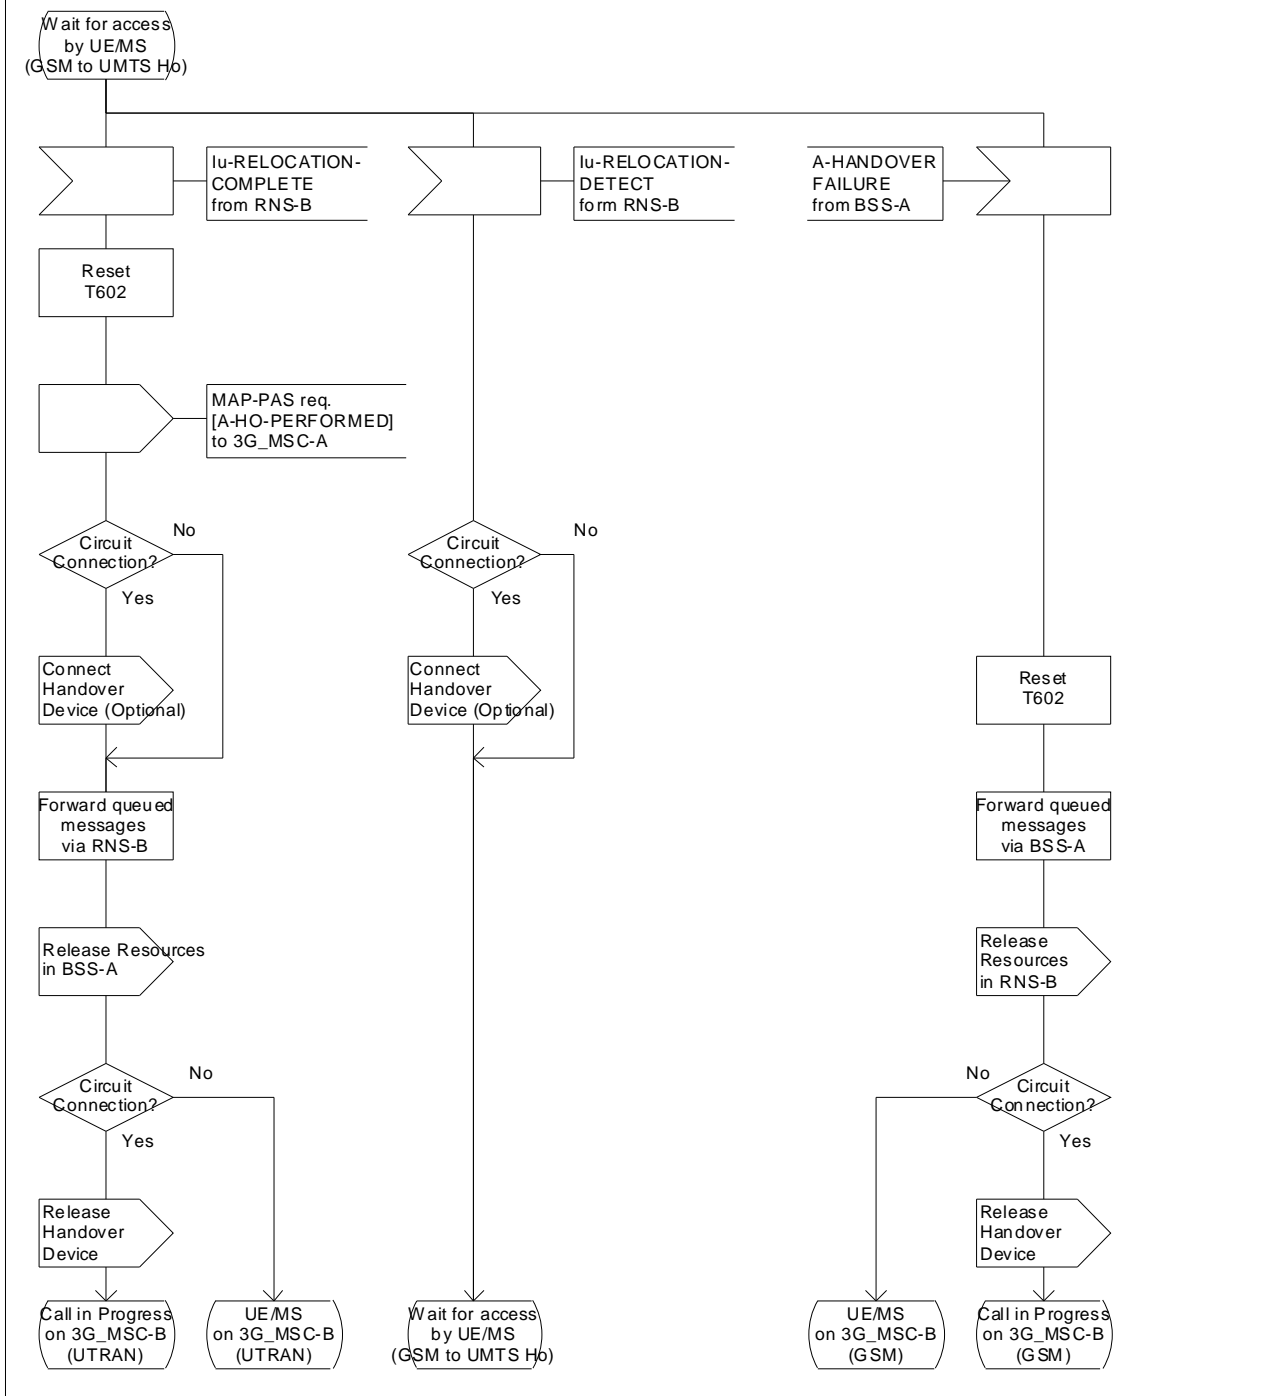 Wait for access
by UE/MS
(GSM to UMTS Ho)
Iu-RELOCATION-
COMPLETE
from RNS-B
Iu-RELOCATION-
DETECT
form RNS-B
A-HANDOVER
FAILURE
from BSS-A
Reset
T602
MAP-PAS req.
[A-HO-PERFORMED]
to 3G_MSC-A
Circuit
Connection?
No
Yes
Circuit
Connection?
No
Yes
Connect
Handover
Device (Optional)
Connect
Handover
Device (Optional)
Reset
T602
Forward queued
messages
via RNS-B
Forward queued
messages
via BSS-A
Release Resources
in BSS-A
Release
Resources
in RNS-B
Circuit
Connection?
No
Yes
No
Circuit
Connection?
Yes
Release
Handover
Device
Release
Handover
Device
Call in Progress
on 3G_MSC-B
(UTRAN)
UE/MS
on 3G_MSC-B
(UTRAN)
Wait for access
by UE/MS
(GSM to UMTS Ho)
UE/MS
on 3G_MSC-B
(GSM)
Call in Progress
on 3G_MSC-B
(GSM)